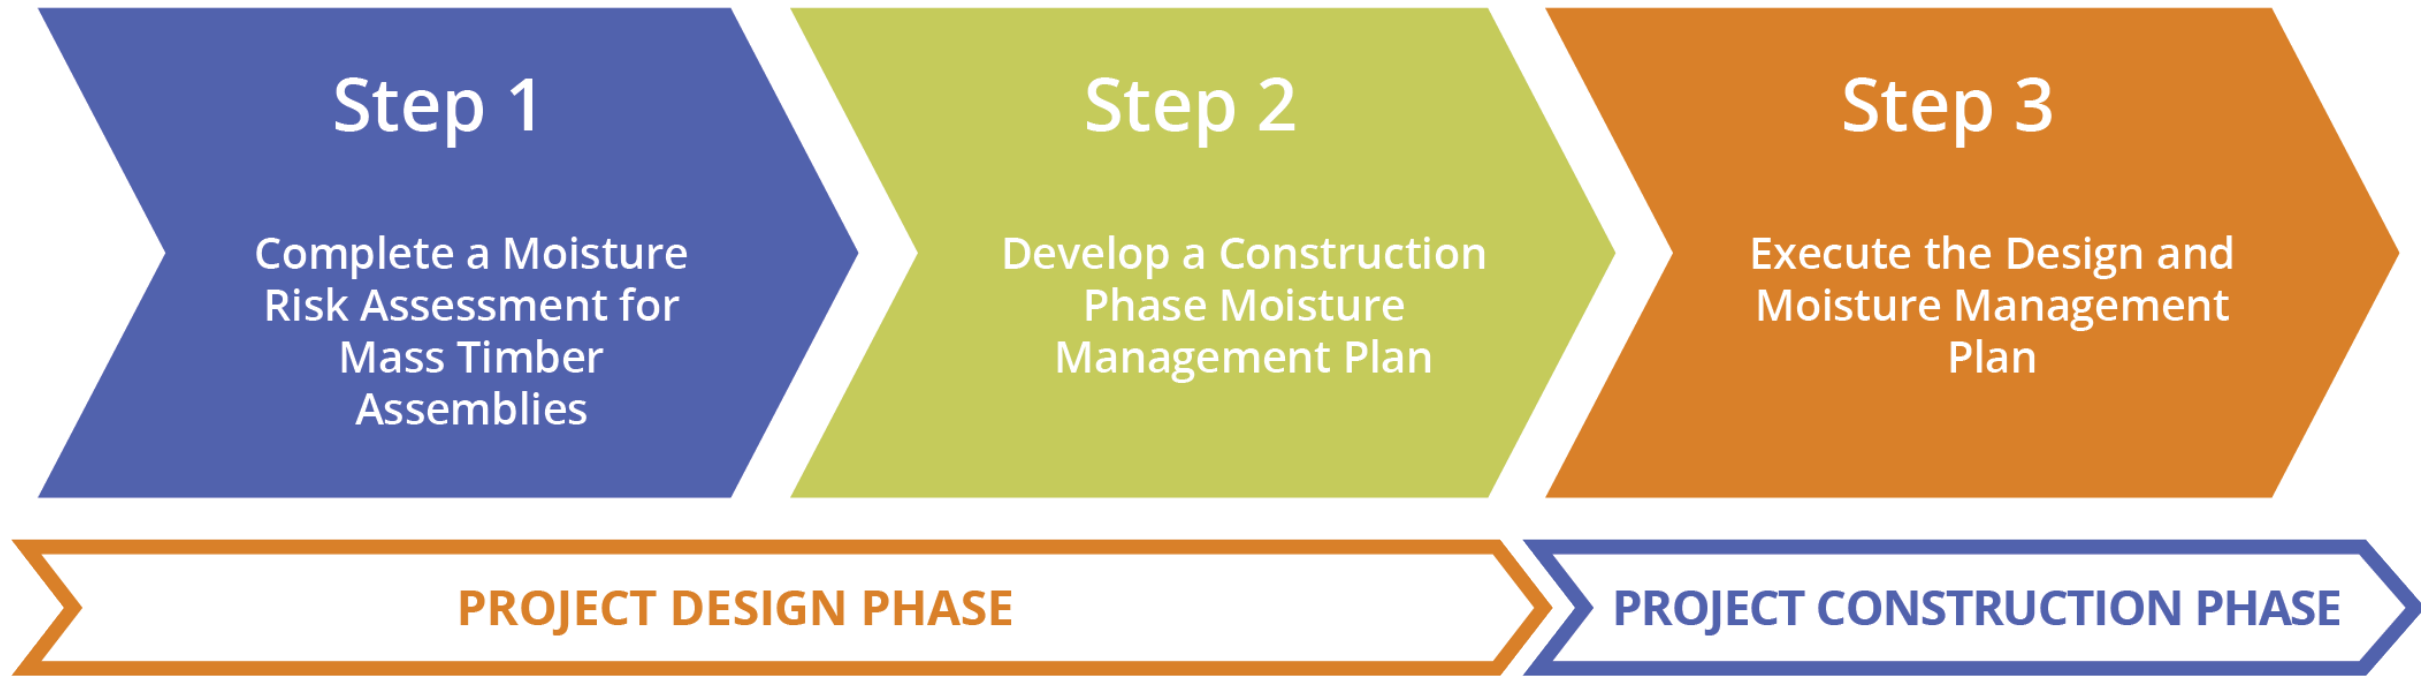 Step 1
Complete a Moisture
Risk Assessment for
Mass Timber
Assemblies
Step 2
Develop a Construction
Phase Moisture
Management Plan
Step 3
Execute the Design and
Moisture Management
Plan
PROJECT DESIGN PHASE
PROJECT CONSTRUCTION PHASE